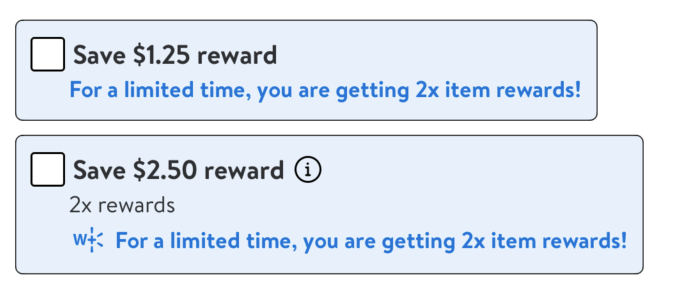 Save $1.25 reward
For a limited time, you are getting 2x item rewards!
Save $2.50 reward
2x rewards
W+ For a limited time, you are getting 2x item rewards!